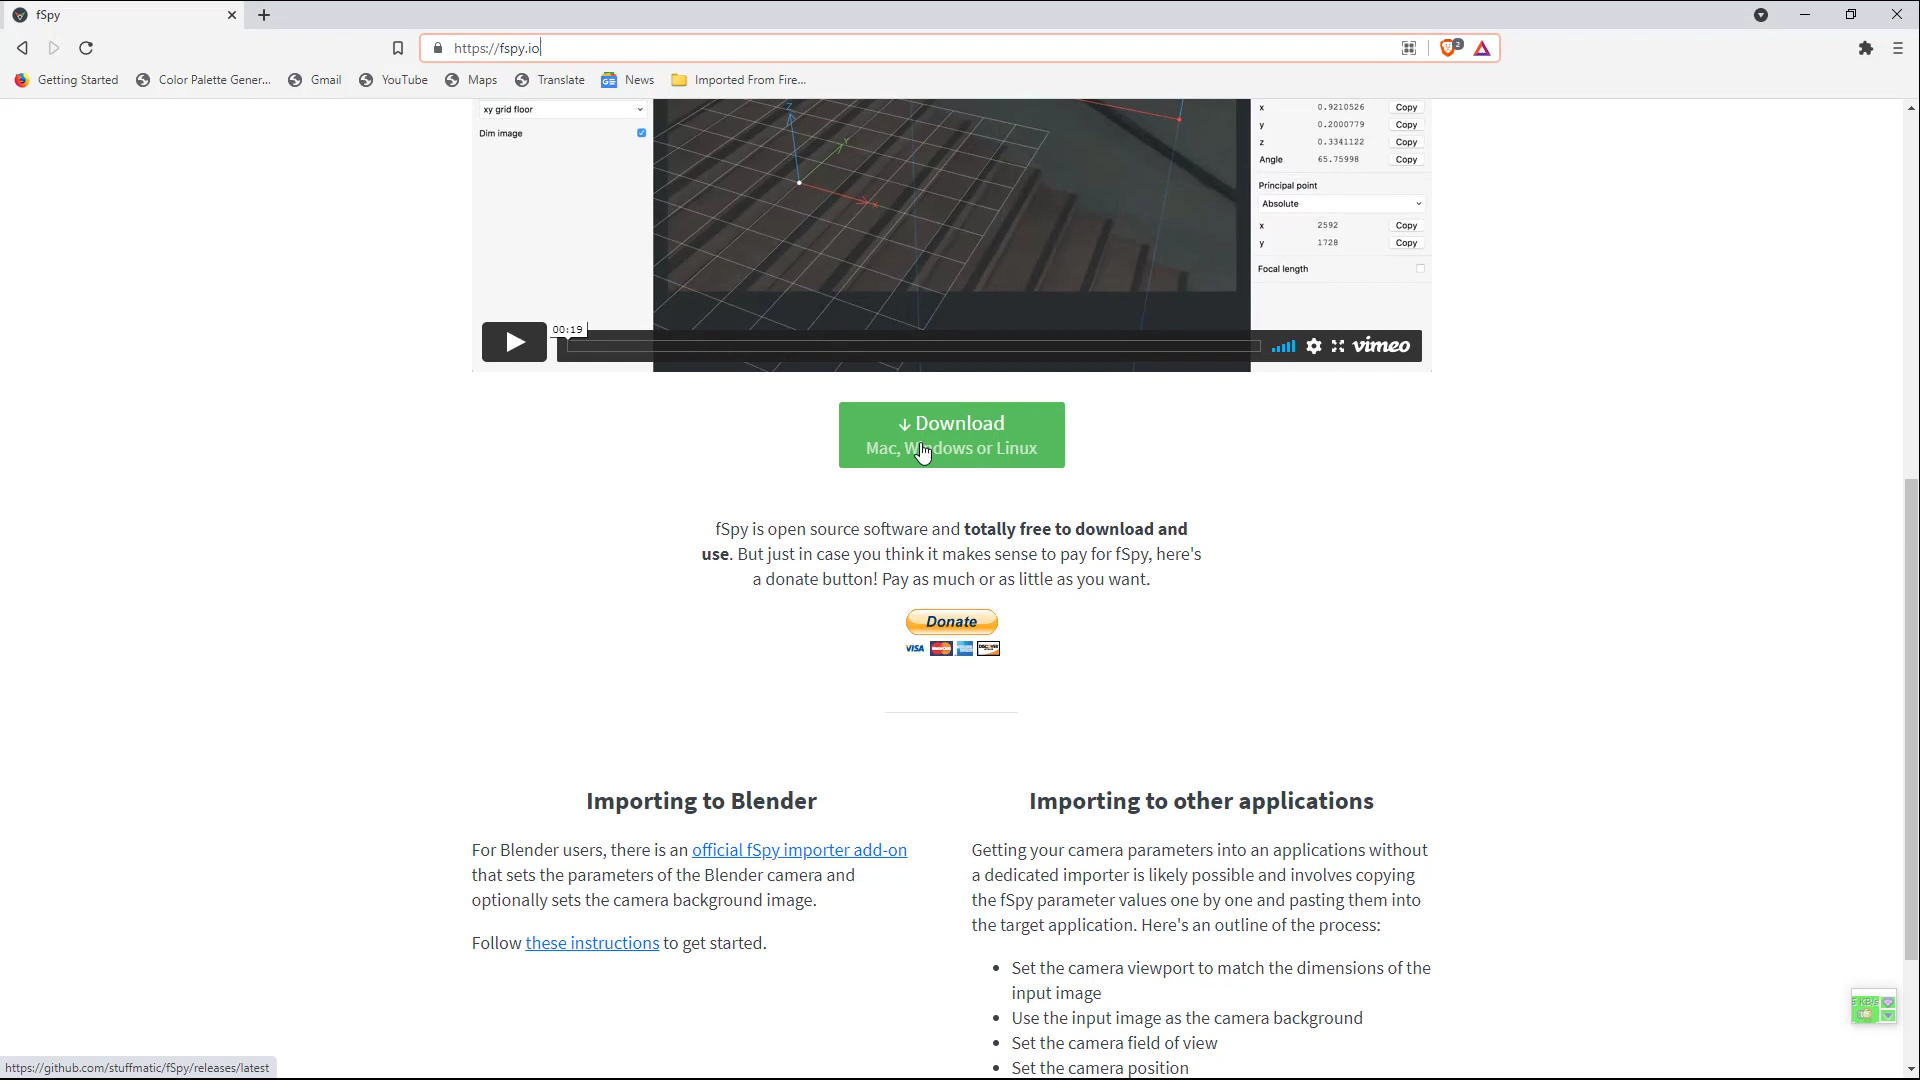 fSpy
https://fspy.io
2
Getting Started
Color Palette Gener...
Gmail
YouTube
Maps
Translate
News
Imported From Fire...
xy grid floor
Dim image
Z
Y
X
x 0.9210526 Copy
y 0.2000779 Copy
z 0.3341122 Copy
Angle 65.75998 Copy
Principal point
Absolute
x 2592 Copy
y 1728 Copy
Focal length
00:19
vimeo
Download
Mac, Windows or Linux
fSpy is open source software and totally free to download and
use. But just in case you think it makes sense to pay for fSpy, here's
a donate button! Pay as much or as little as you want.
Donate
VISA
Importing to Blender
For Blender users, there is an official fSpy importer add-on
that sets the parameters of the Blender camera and
optionally sets the camera background image.
Follow these instructions to get started.
Importing to other applications
Getting your camera parameters into an applications without
a dedicated importer is likely possible and involves copying
the fSpy parameter values one by one and pasting them into
the target application. Here's an outline of the process:
Set the camera viewport to match the dimensions of the
input image
Use the input image as the camera background
Set the camera field of view
Set the camera position
https://github.com/stuffmatic/fSpy/releases/latest